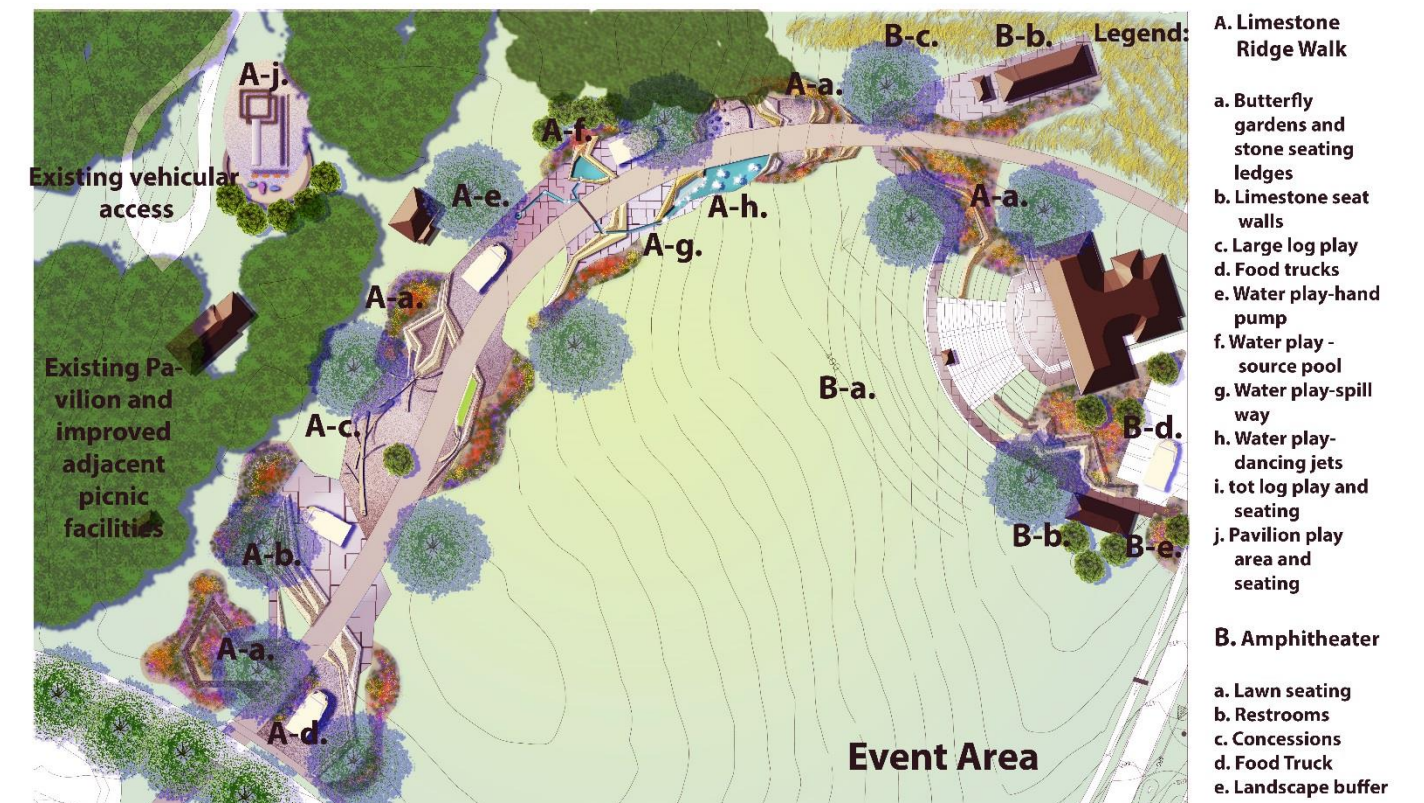 B-c.
B-b.
Legend:
A-j.
A-a.
A-f.
Existing vehicular
access
A-e.
A-h.
A-a.
A-g.
A-a.
Existing Pa-
vilion and
improved
adjacent
picnic
facilities
B-a.
A-c.
B-d.
A-b.
B-b.
B-e.
A-a.
A-d.
Event Area
A. Limestone
Ridge Walk
a. Butterfly
gardens and
stone seating
ledges
b. Limestone seat
walls
c. Large log play
d. Food trucks
e. Water play-hand
pump
f. Water play -
source pool
g. Water play-spill
way
h. Water play-
dancing jets
i. tot log play and
seating
j. Pavilion play
area and
seating
B. Amphitheater
a. Lawn seating
b. Restrooms
c. Concessions
d. Food Truck
e. Landscape buffer